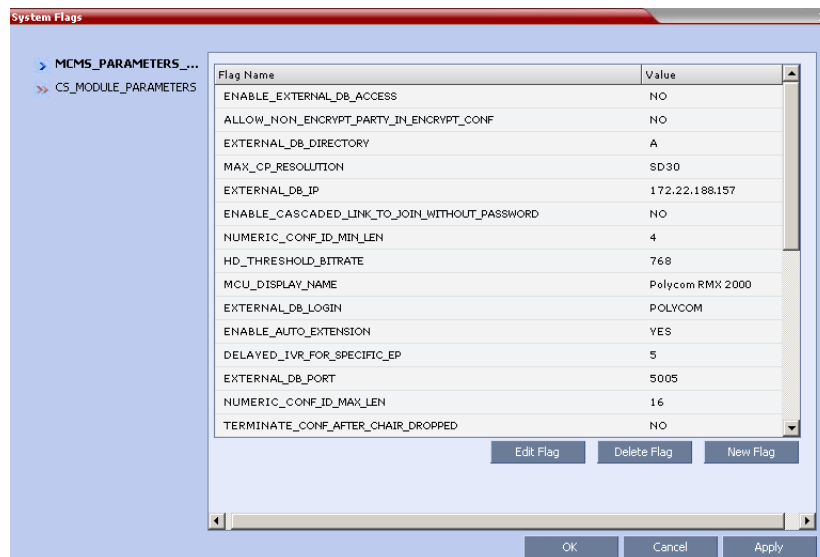 System Flags
MCMS_PARAMETERS_...
CS_MODULE_PARAMETERS
Flag Name Value
ENABLE_EXTERNAL_DB_ACCESS NO
ALLOW_NON_ENCRYPT_PARTY_IN_ENCRYPT_CONF NO
EXTERNAL_DB_DIRECTORY A
MAX_CP_RESOLUTION SD30
EXTERNAL_DB_IP 172.22.188.157
ENABLE_CASCADED_LINK_TO_JOIN_WITHOUT_PASSWORD NO
NUMERIC_CONF_ID_MIN_LEN 4
HD_THRESHOLD_BITRATE 768
MCU_DISPLAY_NAME Polycom RMX 2000
EXTERNAL_DB_LOGIN POLYCOM
ENABLE_AUTO_EXTENSION YES
DELAYED_IVR_FOR_SPECIFIC_EP 5
EXTERNAL_DB_PORT 5005
NUMERIC_CONF_ID_MAX_LEN 16
TERMINATE_CONF_AFTER_CHAIR_DROPPED NO
Edit Flag Delete Flag New Flag
OK Cancel Apply